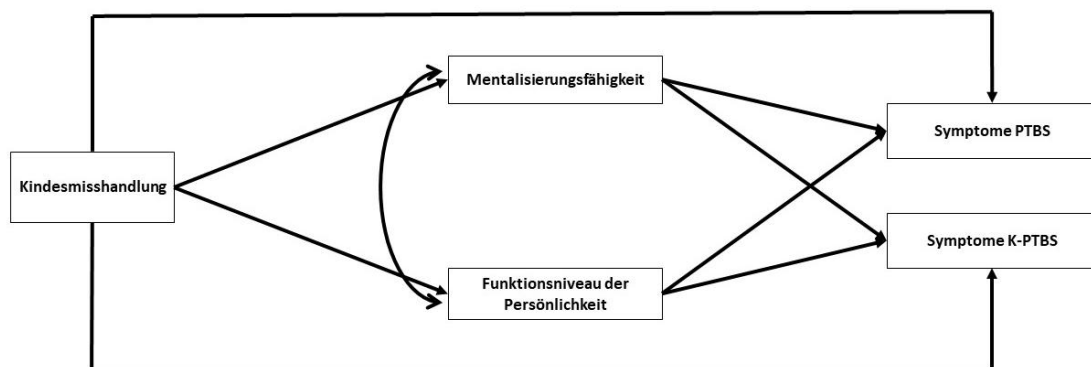 Mentalisierungsfähigkeit
Symptome PTBS
Kindesmisshandlung
Symptome K-PTBS
Funktionsniveau der
Persönlichkeit